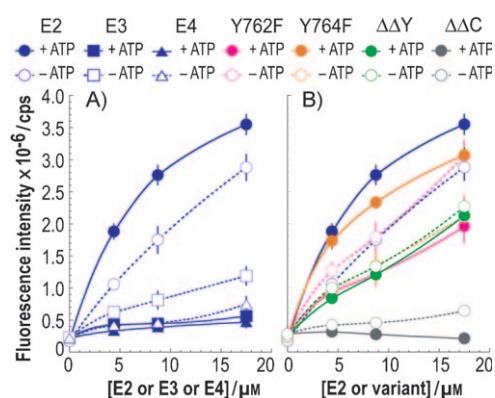 E2 E3 E4 Y762F Y764F ΔΔY ΔΔC
+ ATP + ATP + ATP + ATP + ATP + ATP + ATP
− ATP − ATP − ATP − ATP − ATP − ATP − ATP
A) B)
Fluorescence intensity x 10-6 / cps
4.0
3.5
3.0
2.5
2.0
1.5
1.0
0.5
0
0 5 10 15 20 0 5 10 15 20
[E2 or E3 or E4] / µM [E2 or variant] / µM